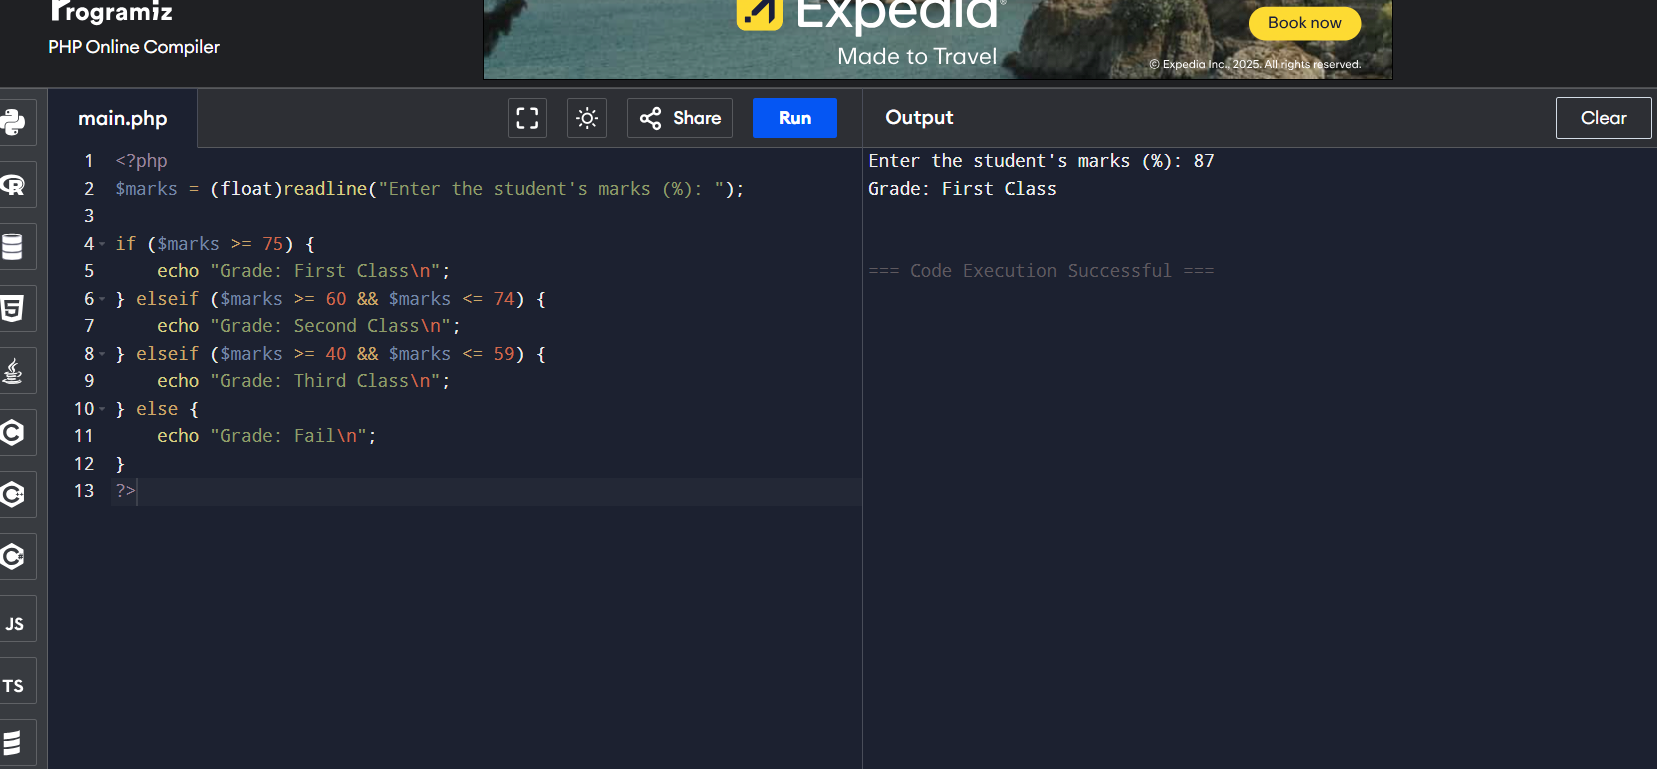 Programiz
PHP Online Compiler
Expedia
Made to Travel
Book now
© Expedia Inc., 2025. All rights reserved.
main.php
Share
Run
Output
Clear
1 <?php
2 $marks = (float)readline("Enter the student's marks (%): ");
3
4 if ($marks >= 75) {
5     echo "Grade: First Class\n";
6 } elseif ($marks >= 60 && $marks <= 74) {
7     echo "Grade: Second Class\n";
8 } elseif ($marks >= 40 && $marks <= 59) {
9     echo "Grade: Third Class\n";
10 } else {
11     echo "Grade: Fail\n";
12 }
13 ?>
Enter the student's marks (%): 87
Grade: First Class
=== Code Execution Successful ===
R
5
C
C
C#
JS
TS